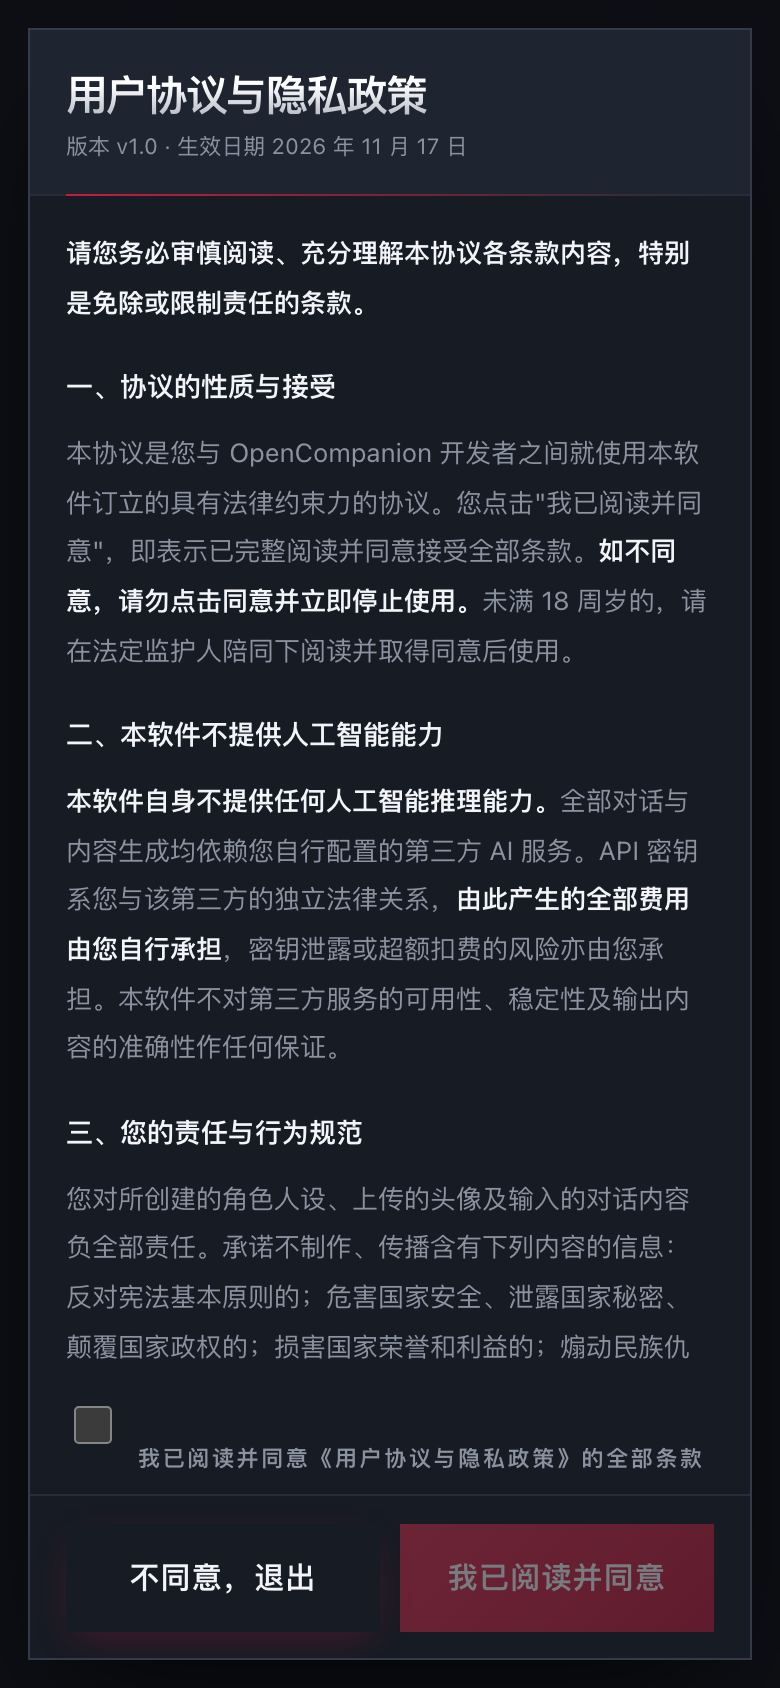 用户协议与隐私政策
版本 v1.0 · 生效日期 2026 年 11 月 17 日
请您务必审慎阅读、充分理解本协议各条款内容，特别
是免除或限制责任的条款。
一、协议的性质与接受
本协议是您与 OpenCompanion 开发者之间就使用本软
件订立的具有法律约束力的协议。您点击"我已阅读并同
意"，即表示已完整阅读并同意接受全部条款。如不同
意，请勿点击同意并立即停止使用。未满 18 周岁的，请
在法定监护人陪同下阅读并取得同意后使用。
二、本软件不提供人工智能能力
本软件自身不提供任何人工智能推理能力。全部对话与
内容生成均依赖您自行配置的第三方 AI 服务。API 密钥
系您与该第三方的独立法律关系，由此产生的全部费用
由您自行承担，密钥泄露或超额扣费的风险亦由您承
担。本软件不对第三方服务的可用性、稳定性及输出内
容的准确性作任何保证。
三、您的责任与行为规范
您对所创建的角色人设、上传的头像及输入的对话内容
负全部责任。承诺不制作、传播含有下列内容的信息：
反对宪法基本原则的；危害国家安全、泄露国家秘密、
颠覆国家政权的；损害国家荣誉和利益的；煽动民族仇
我已阅读并同意《用户协议与隐私政策》的全部条款
不同意，退出
我已阅读并同意